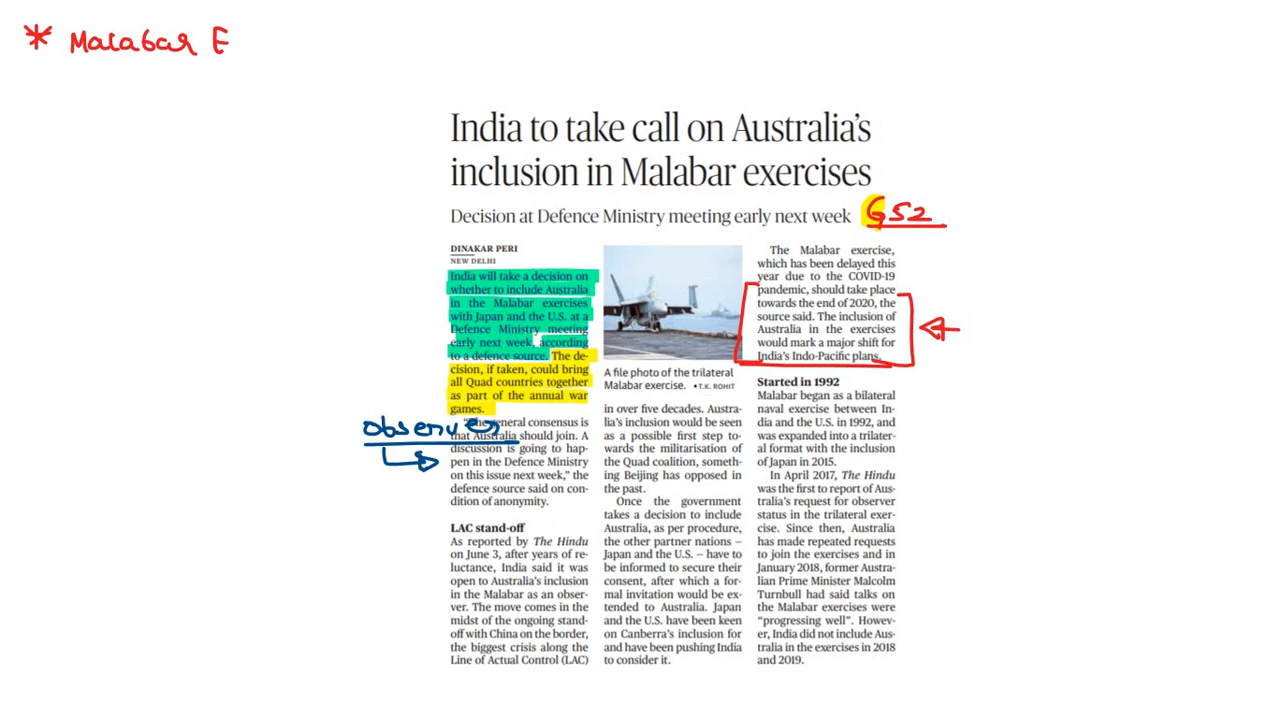 * Malabar E
India to take call on Australia's
inclusion in Malabar exercises
Decision at Defence Ministry meeting early next week
GS2
DINAKAR PERI
NEW DELHI
India will take a decision on
whether to include Australia
in the Malabar exercises
with Japan and the U.S. at a
Defence Ministry meeting
early next week, according
to a defence source. The de-
cision, if taken, could bring
all Quad countries together
as part of the annual war
games.
observer
"The general consensus is
that Australia should join. A
discussion is going to hap-
pen in the Defence Ministry
on this issue next week," the
defence source said on con-
dition of anonymity.
LAC stand-off
As reported by The Hindu
on June 3, after years of re-
luctance, India said it was
open to Australia's inclusion
in the Malabar as an obser-
ver. The move comes in the
midst of the ongoing stand-
off with China on the border,
the biggest crisis along the
Line of Actual Control (LAC)
A file photo of the trilateral
Malabar exercise. •T.K. ROHIT
in over five decades. Austra-
lia's inclusion would be seen
as a possible first step to-
wards the militarisation of
the Quad coalition, someth-
ing Beijing has opposed in
the past.
Once the government
takes a decision to include
Australia, as per procedure,
the other partner nations –
Japan and the U.S. – have to
be informed to secure their
consent, after which a for-
mal invitation would be ex-
tended to Australia. Japan
and the U.S. have been keen
on Canberra's inclusion for
and have been pushing India
to consider it.
The Malabar exercise,
which has been delayed this
year due to the COVID-19
pandemic, should take place
towards the end of 2020, the
source said. The inclusion of
Australia in the exercises
would mark a major shift for
India's Indo-Pacific plans.
Started in 1992
Malabar began as a bilateral
naval exercise between In-
dia and the U.S. in 1992, and
was expanded into a trilater-
al format with the inclusion
of Japan in 2015.
In April 2017, The Hindu
was the first to report of Aus-
tralia's request for observer
status in the trilateral exer-
cise. Since then, Australia
has made repeated requests
to join the exercises and in
January 2018, former Austra-
lian Prime Minister Malcolm
Turnbull had said talks on
the Malabar exercises were
"progressing well". Howev-
er, India did not include Aus-
tralia in the exercises in 2018
and 2019.